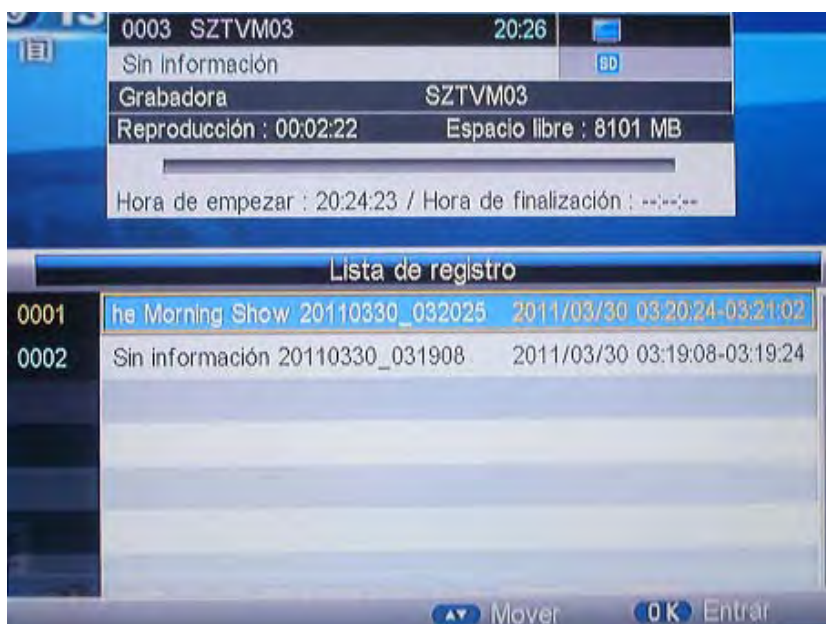 0003 SZTVM03 20:26
Sin información SD
Grabadora SZTVM03
Reproducción : 00:02:22 Espacio libre : 8101 MB
Hora de empezar : 20:24:23 / Hora de finalización : --:--:--
Lista de registro
0001 he Morning Show 20110330_032025 2011/03/30 03:20:24-03:21:02
0002 Sin información 20110330_031908 2011/03/30 03:19:08-03:19:24
Mover OK Entrar